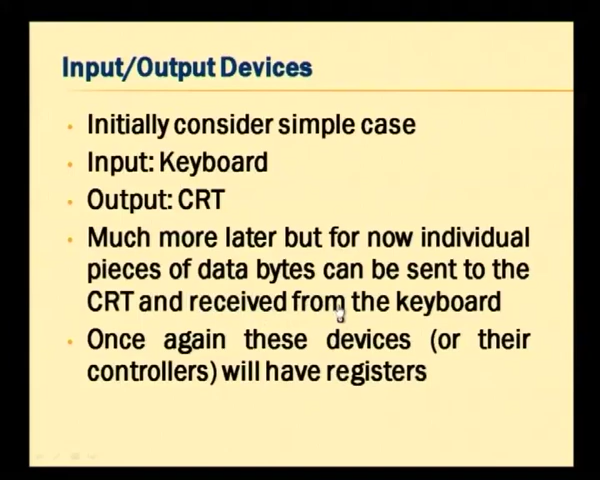 Input/Output Devices
Initially consider simple case
Input: Keyboard
Output: CRT
Much more later but for now individual
pieces of data bytes can be sent to the
CRT and received from the keyboard
Once again these devices (or their
controllers) will have registers